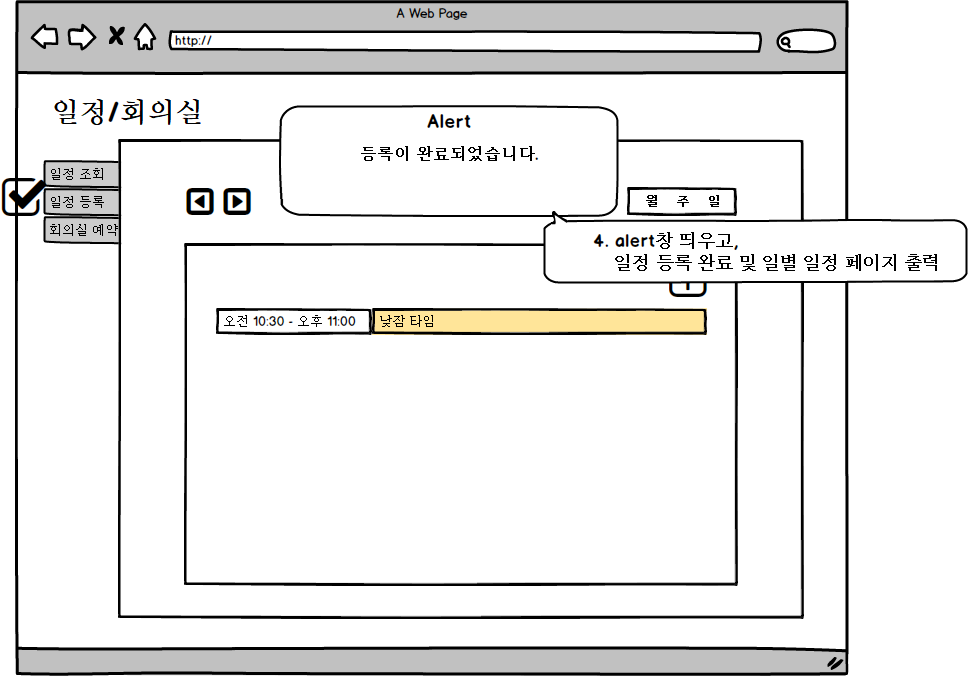 A Web Page
http://
일정/회의실
Alert
등록이 완료되었습니다.
일정 조회
일정 등록
회의실 예약
월 주 일
4. alert창 띄우고,
일정 등록 완료 및 일별 일정 페이지 출력
오전 10:30 - 오후 11:00
낮잠 타임